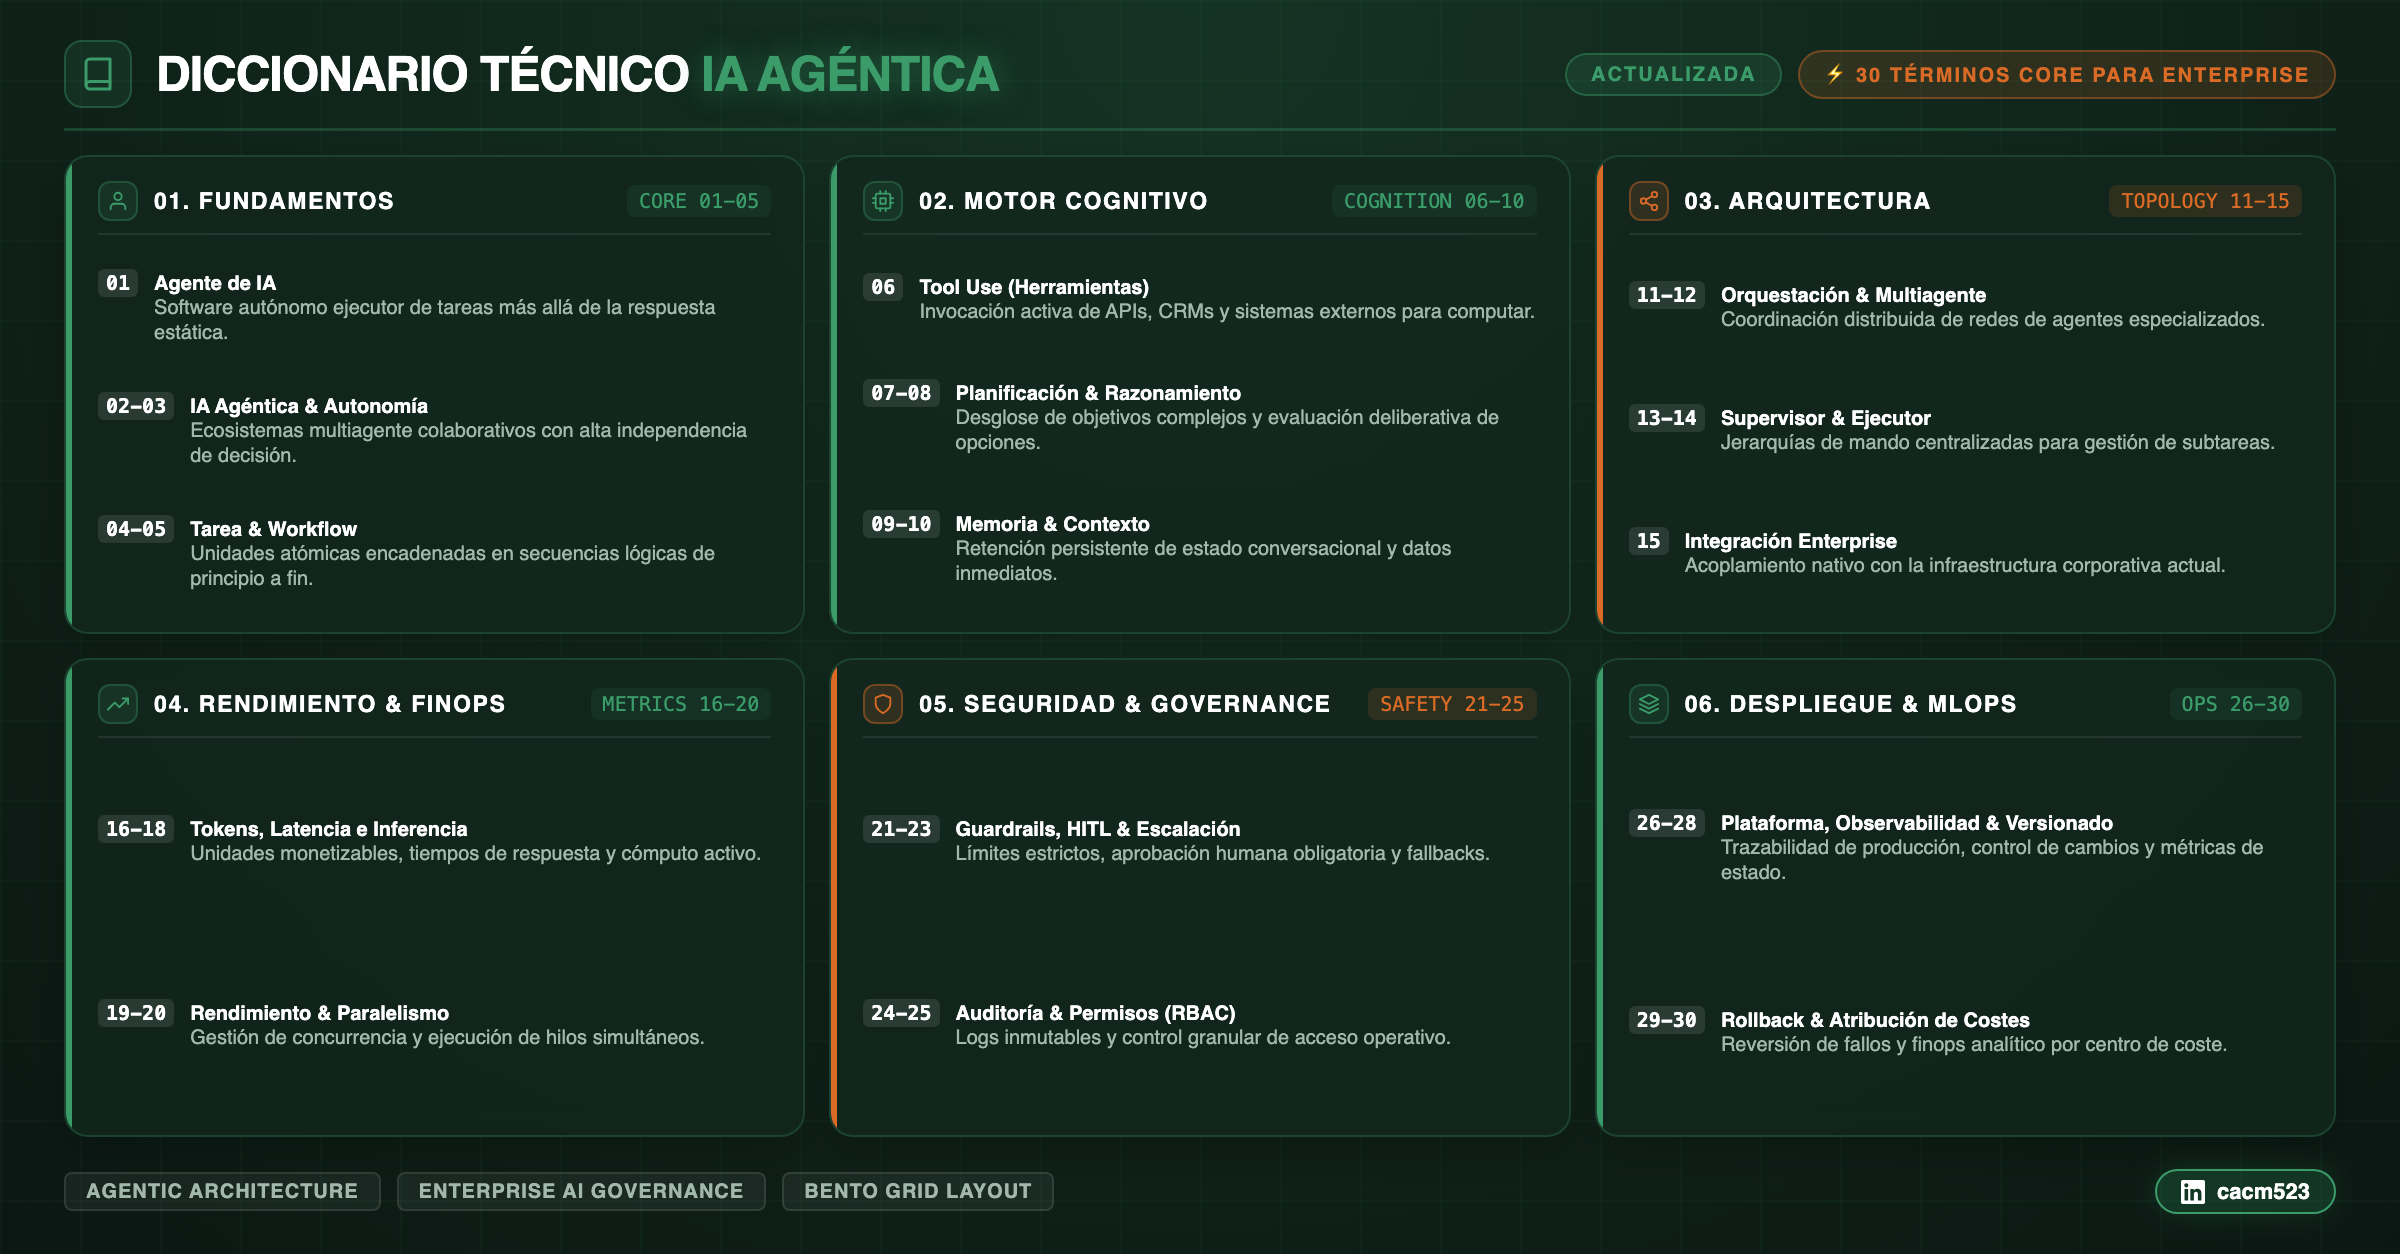 DICCIONARIO TÉCNICO IA AGÉNTICA
ACTUALIZADA
⚡ 30 TÉRMINOS CORE PARA ENTERPRISE
01. FUNDAMENTOS
CORE 01–05
01
Agente de IA
Software autónomo ejecutor de tareas más allá de la respuesta
estática.
02–03
IA Agéntica & Autonomía
Ecosistemas multiagente colaborativos con alta independencia
de decisión.
04–05
Tarea & Workflow
Unidades atómicas encadenadas en secuencias lógicas de
principio a fin.
02. MOTOR COGNITIVO
COGNITION 06–10
06
Tool Use (Herramientas)
Invocación activa de APIs, CRMs y sistemas externos para computar.
07–08
Planificación & Razonamiento
Desglose de objetivos complejos y evaluación deliberativa de
opciones.
09–10
Memoria & Contexto
Retención persistente de estado conversacional y datos
inmediatos.
03. ARQUITECTURA
TOPOLOGY 11–15
11–12
Orquestación & Multiagente
Coordinación distribuida de redes de agentes especializados.
13–14
Supervisor & Ejecutor
Jerarquías de mando centralizadas para gestión de subtareas.
15
Integración Enterprise
Acoplamiento nativo con la infraestructura corporativa actual.
04. RENDIMIENTO & FINOPS
METRICS 16–20
16–18
Tokens, Latencia e Inferencia
Unidades monetizables, tiempos de respuesta y cómputo activo.
19–20
Rendimiento & Paralelismo
Gestión de concurrencia y ejecución de hilos simultáneos.
05. SEGURIDAD & GOVERNANCE
SAFETY 21–25
21–23
Guardrails, HITL & Escalación
Límites estrictos, aprobación humana obligatoria y fallbacks.
24–25
Auditoría & Permisos (RBAC)
Logs inmutables y control granular de acceso operativo.
06. DESPLIEGUE & MLOPS
OPS 26–30
26–28
Plataforma, Observabilidad & Versionado
Trazabilidad de producción, control de cambios y métricas de
estado.
29–30
Rollback & Atribución de Costes
Reversión de fallos y finops analítico por centro de coste.
AGENTIC ARCHITECTURE
ENTERPRISE AI GOVERNANCE
BENTO GRID LAYOUT
in cacm523